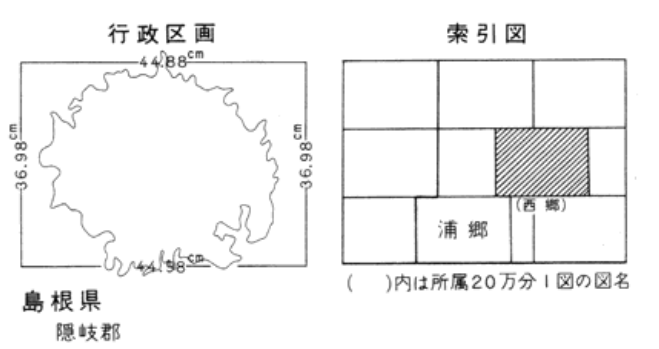 行政区画
44.88cm
36.98cm
36.98cm
44.98cm
島根県
隠岐郡
索引図
(西郷)
浦郷
(　)内は所属20万分1図の図名